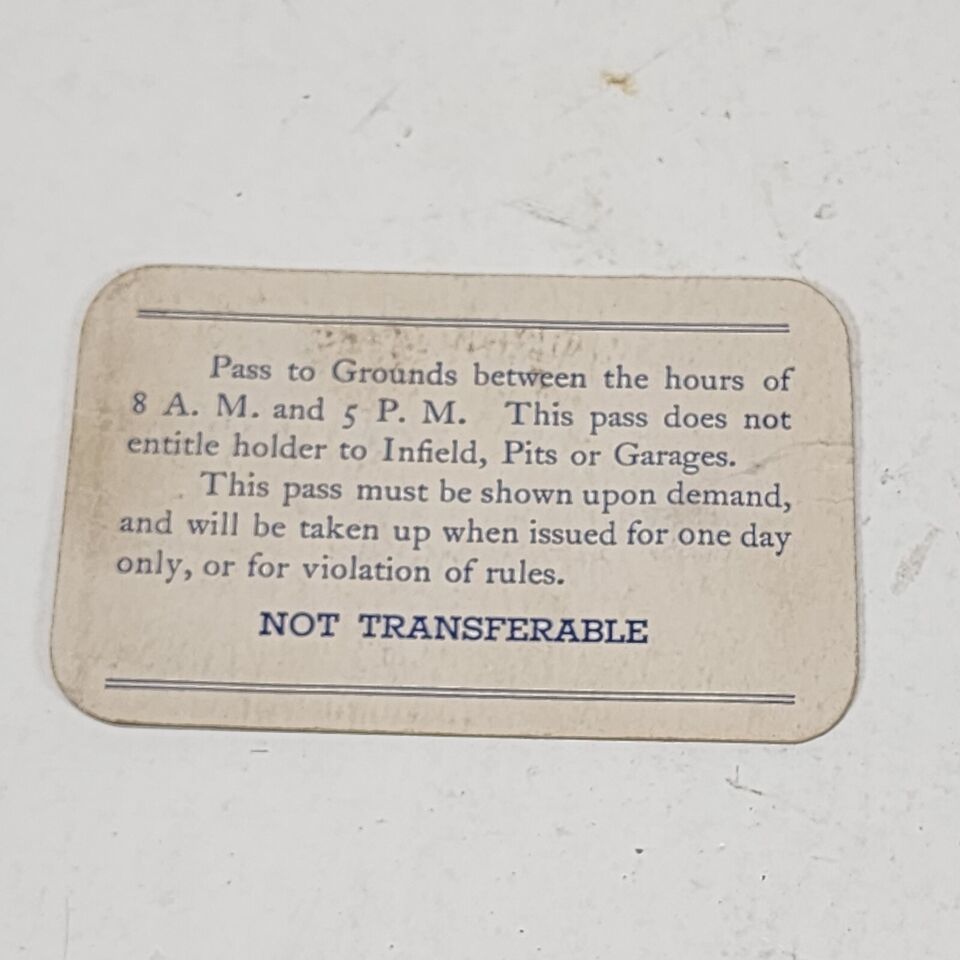 Pass to Grounds between the hours of
8 A. M. and 5 P. M. This pass does not
entitle holder to Infield, Pits or Garages.
This pass must be shown upon demand,
and will be taken up when issued for one day
only, or for violation of rules.
NOT TRANSFERABLE